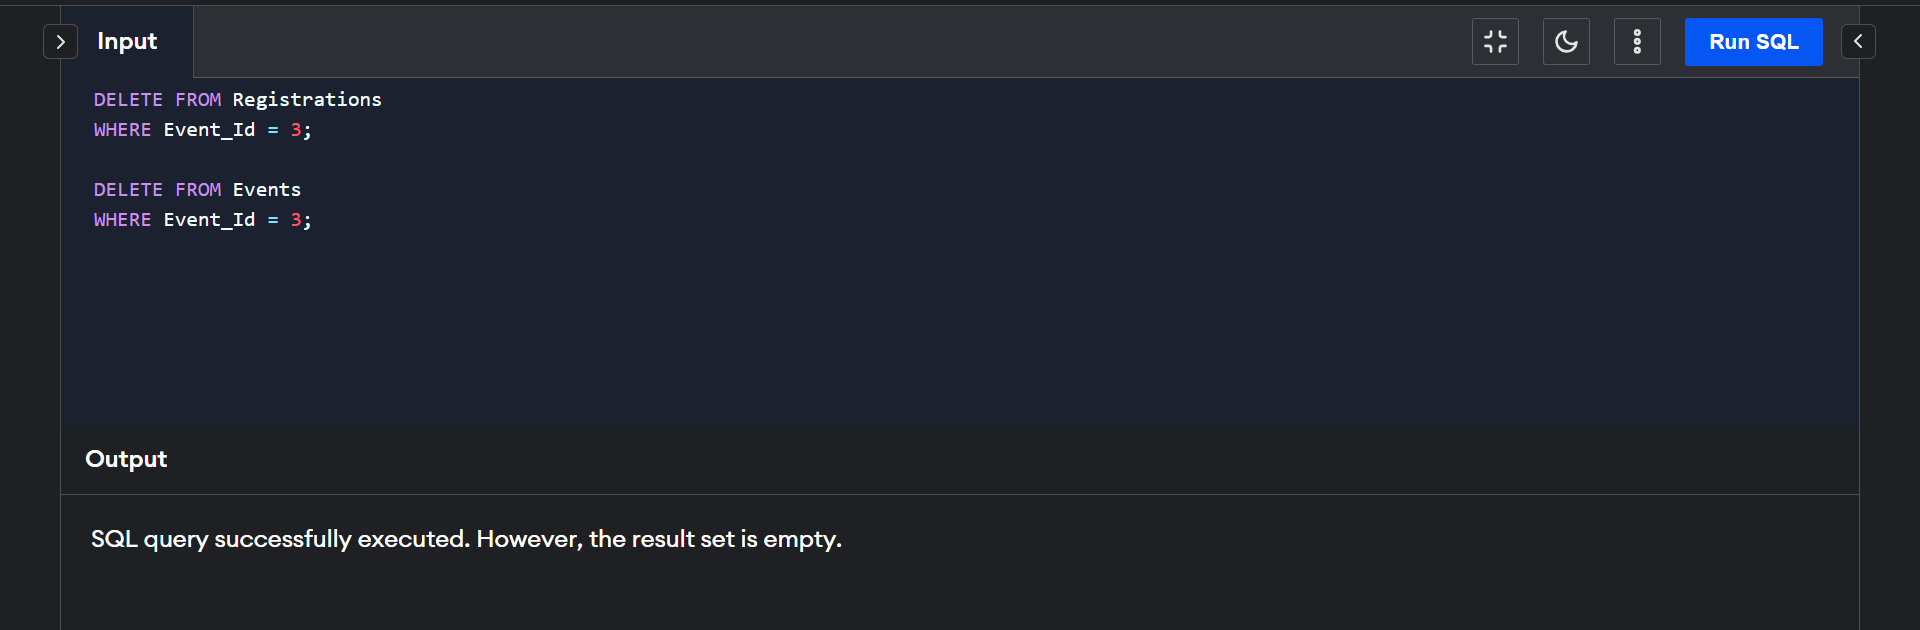 Input
Run SQL
DELETE FROM Registrations
WHERE Event_Id = 3;
DELETE FROM Events
WHERE Event_Id = 3;
Output
SQL query successfully executed. However, the result set is empty.